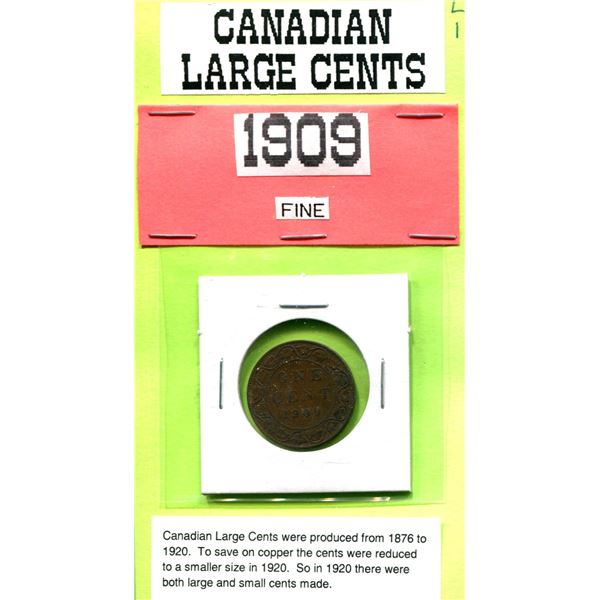 L
1
CANADIAN
LARGE CENTS
1909
FINE
ONE
CENT
1909
Canadian Large Cents were produced from 1876 to
1920. To save on copper the cents were reduced
to a smaller size in 1920. So in 1920 there were
both large and small cents made.